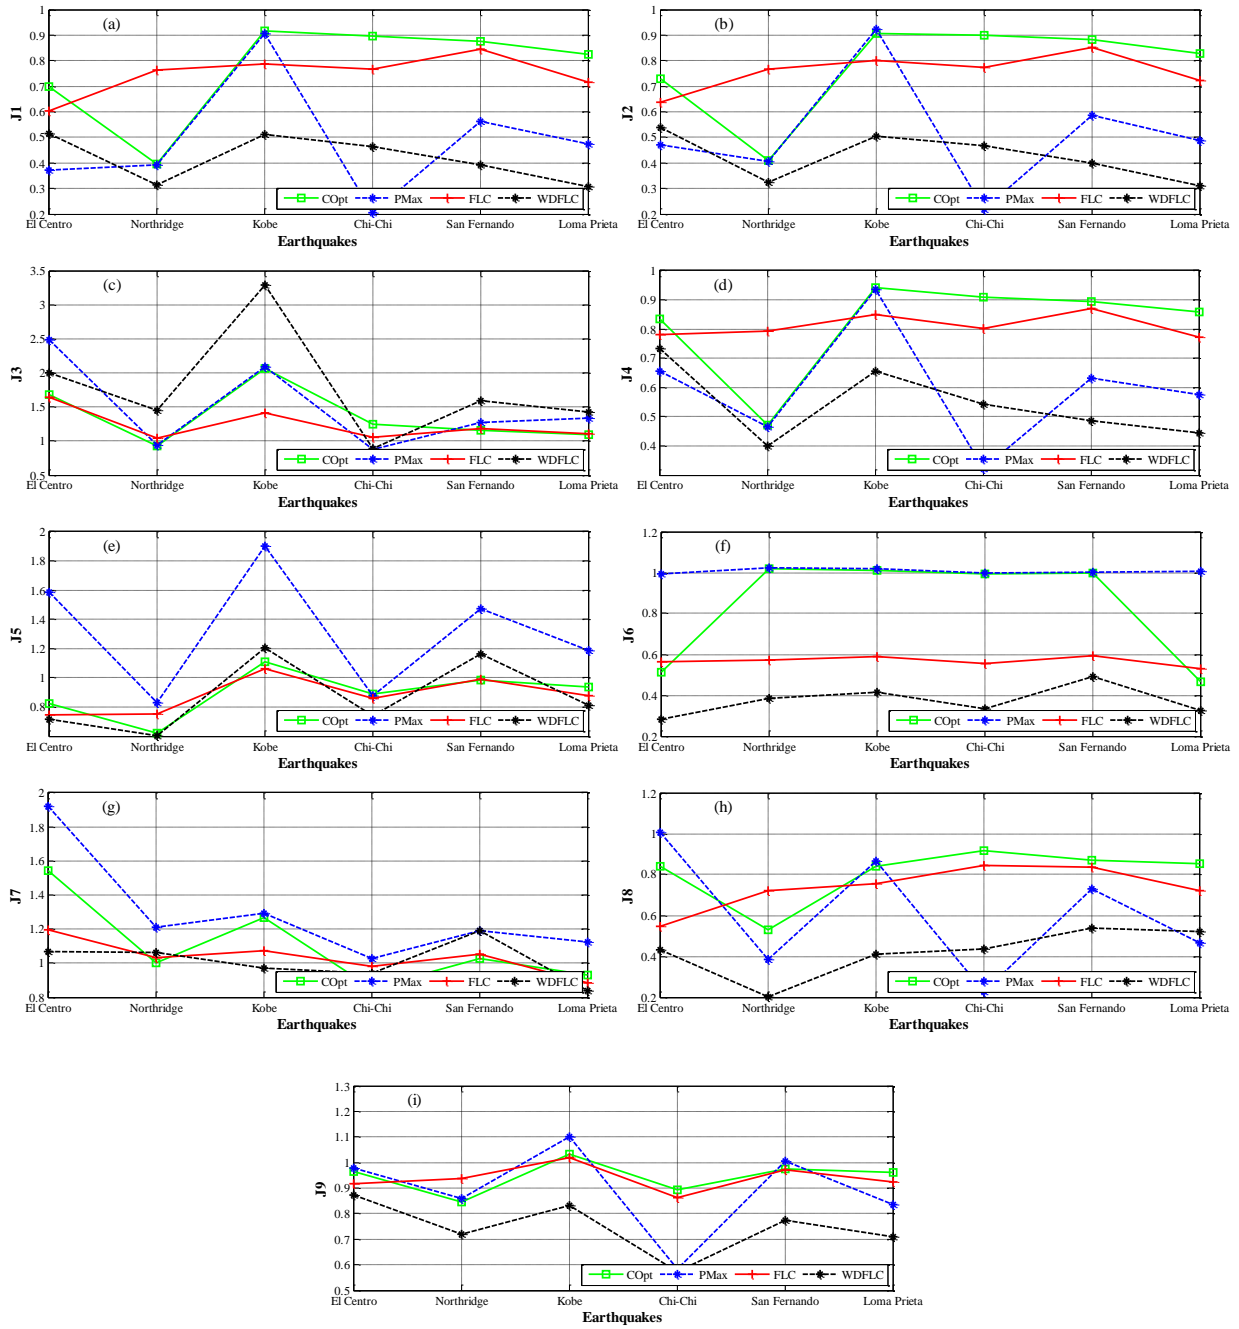 (a)
1
0.9
0.8
0.7
0.6
0.5
0.4
0.3
0.2
J1
COpt PMax FLC WDFLC
El Centro Northridge Kobe Chi-Chi San Fernando Loma Prieta
Earthquakes
(b)
1
0.9
0.8
0.7
0.6
0.5
0.4
0.3
0.2
J2
COpt PMax FLC WDFLC
El Centro Northridge Kobe Chi-Chi San Fernando Loma Prieta
Earthquakes
(c)
3.5
3
2.5
2
1.5
1
0.5
J3
COpt PMax FLC WDFLC
El Centro Northridge Kobe Chi-Chi San Fernando Loma Prieta
Earthquakes
(d)
1
0.9
0.8
0.7
0.6
0.5
0.4
J4
COpt PMax FLC WDFLC
El Centro Northridge Kobe Chi-Chi San Fernando Loma Prieta
Earthquakes
(e)
2
1.8
1.6
1.4
1.2
1
0.8
J5
COpt PMax FLC WDFLC
El Centro Northridge Kobe Chi-Chi San Fernando Loma Prieta
Earthquakes
(f)
1.2
1
0.8
0.6
0.4
0.2
J6
COpt PMax FLC WDFLC
El Centro Northridge Kobe Chi-Chi San Fernando Loma Prieta
Earthquakes
(g)
2
1.8
1.6
1.4
1.2
1
0.8
J7
COpt PMax FLC WDFLC
El Centro Northridge Kobe Chi-Chi San Fernando Loma Prieta
Earthquakes
(h)
1.2
1
0.8
0.6
0.4
0.2
J8
COpt PMax FLC WDFLC
El Centro Northridge Kobe Chi-Chi San Fernando Loma Prieta
Earthquakes
(i)
1.3
1.2
1.1
1
0.9
0.8
0.7
0.6
0.5
J9
COpt PMax FLC WDFLC
El Centro Northridge Kobe Chi-Chi San Fernando Loma Prieta
Earthquakes